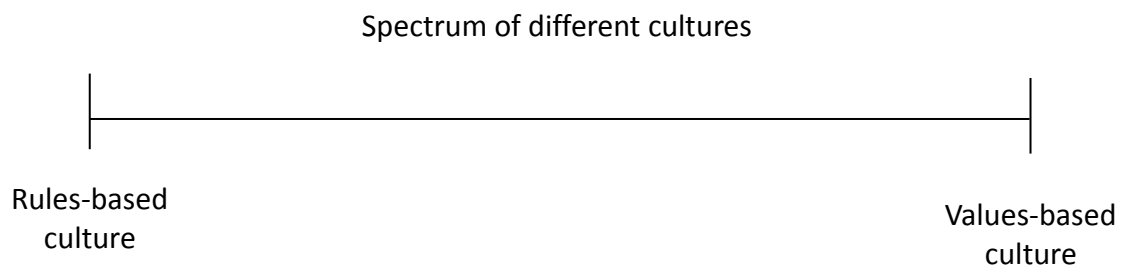 Spectrum of different cultures
Rules-based
culture
Values-based
culture